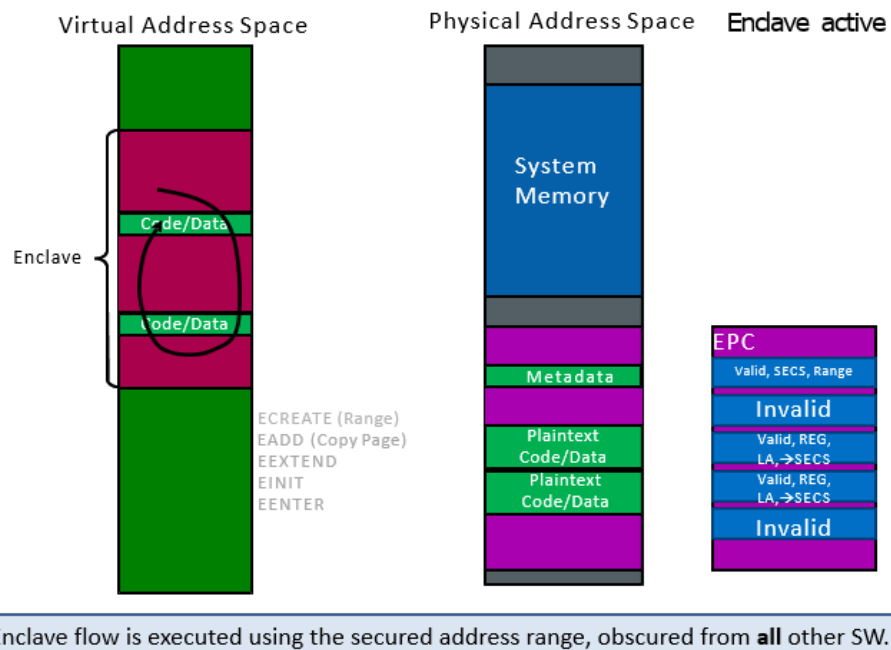 Virtual Address Space
Physical Address Space
Enclave active
System
Memory
Code/Data
Enclave
Code/Data
EPC
Valid, SECS, Range
Metadata
Invalid
ECREATE (Range)
EADD (Copy Page)
EEXTEND
EINIT
EENTER
Plaintext
Code/Data
Plaintext
Code/Data
Valid, REG,
LA,→SECS
Valid, REG,
LA,→SECS
Invalid
Enclave flow is executed using the secured address range, obscured from all other SW.